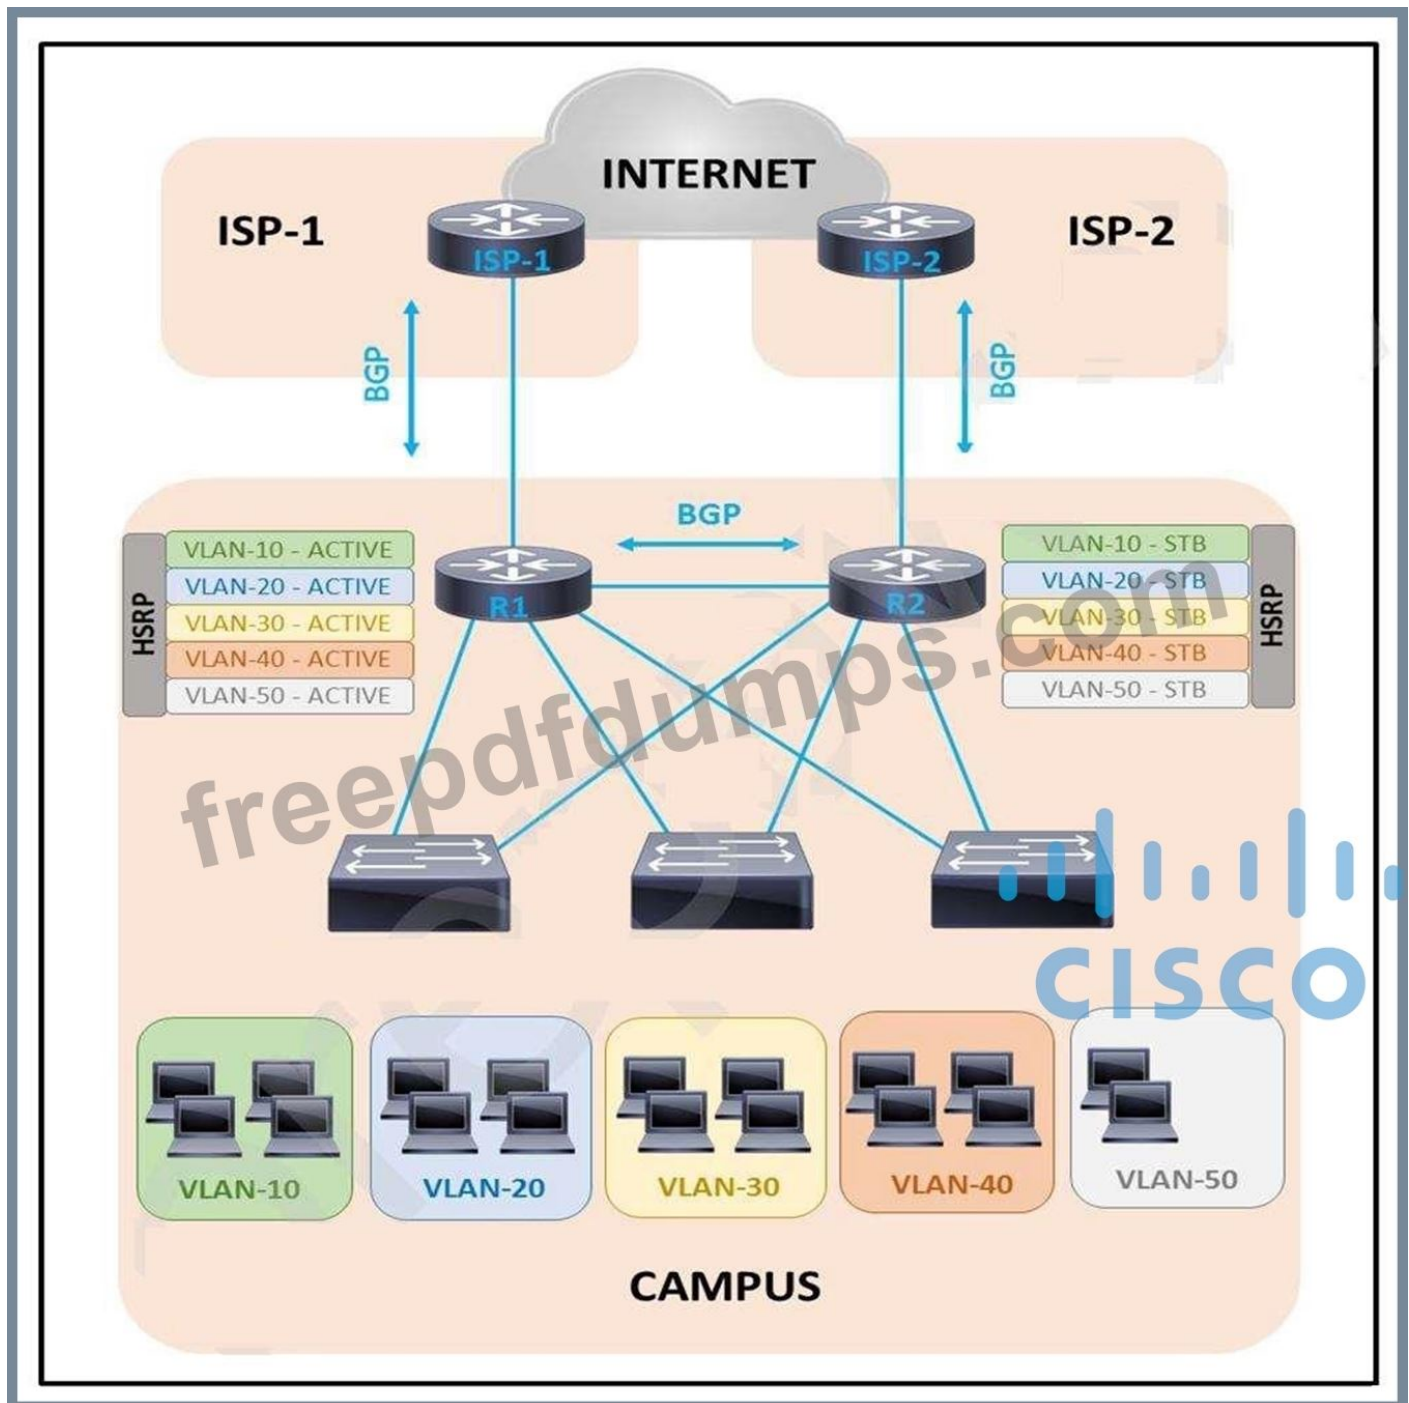 INTERNET
ISP-1
ISP-2
ISP-1
ISP-2
BGP
BGP
BGP
HSRP
VLAN-10 - ACTIVE
VLAN-20 - ACTIVE
VLAN-30 - ACTIVE
VLAN-40 - ACTIVE
VLAN-50 - ACTIVE
R1
R2
VLAN-10 - STB
VLAN-20 - STB
VLAN-30 - STB
VLAN-40 - STB
VLAN-50 - STB
HSRP
freepdfdumps.com
CISCO
VLAN-10
VLAN-20
VLAN-30
VLAN-40
VLAN-50
CAMPUS